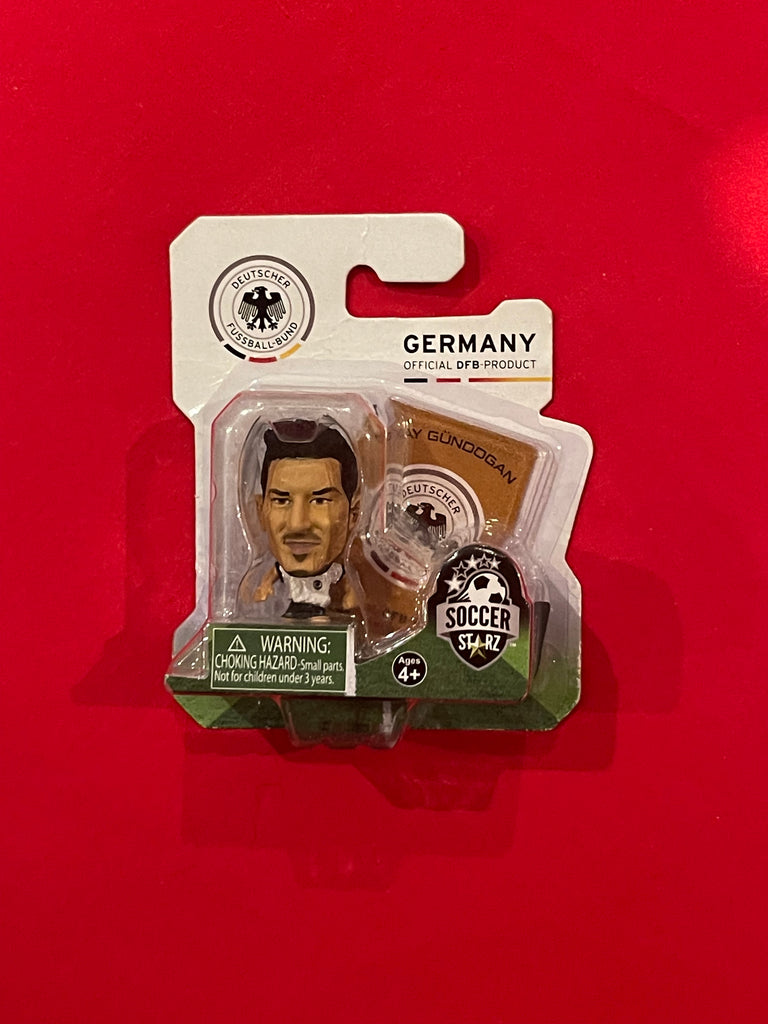 DEUTSCHER
FUSSBALL-BUND
GERMANY
OFFICIAL DFB-PRODUCT
GÜNDOGAN
DEUTSCHER
SOCCER
STARZ
TM
WARNING:
CHOKING HAZARD-Small parts.
Not for children under 3 years.
Ages
4+